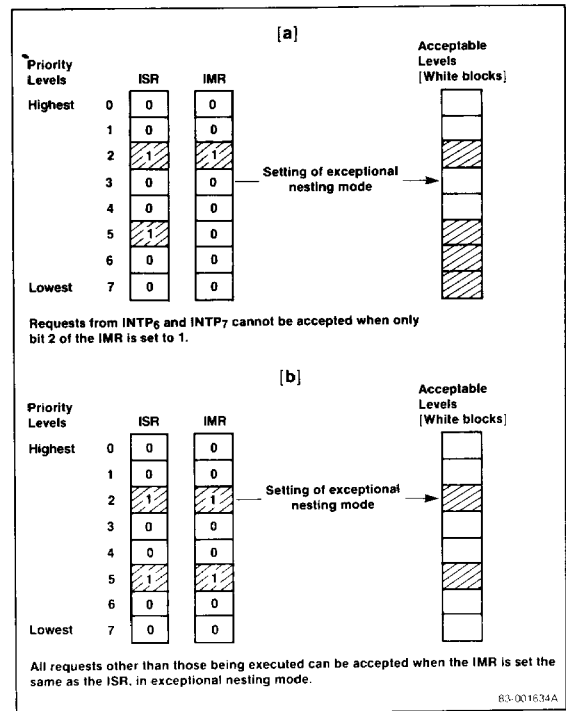 [a]
Priority Levels ISR IMR Acceptable Levels [White blocks]
Highest 0 0 0
1 0 0
2 1 1
3 0 0 Setting of exceptional nesting mode
4 0 0
5 1 0
6 0 0
Lowest 7 0 0
Requests from INTP6 and INTP7 cannot be accepted when only
bit 2 of the IMR is set to 1.
[b]
Priority Levels ISR IMR Acceptable Levels [White blocks]
Highest 0 0 0
1 0 0
2 1 1 Setting of exceptional nesting mode
3 0 0
4 0 0
5 1 1
6 0 0
Lowest 7 0 0
All requests other than those being executed can be accepted when the IMR is set the
same as the ISR, in exceptional nesting mode.
83-001634A